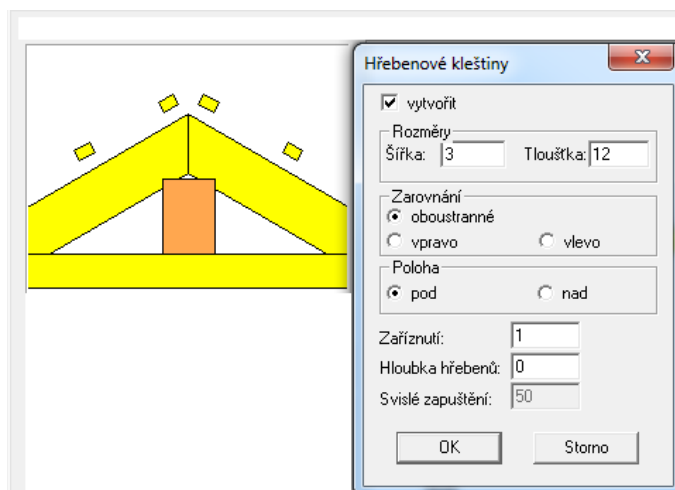 Hřebenové kleštiny
vytvořit
Rozměry
Šířka: 3 Tloušťka: 12
Zarovnání
oboustranné
vpravo vlevo
Poloha
pod nad
Zaříznutí: 1
Hloubka hřebenů: 0
Svislé zapuštění: 50
OK Storno